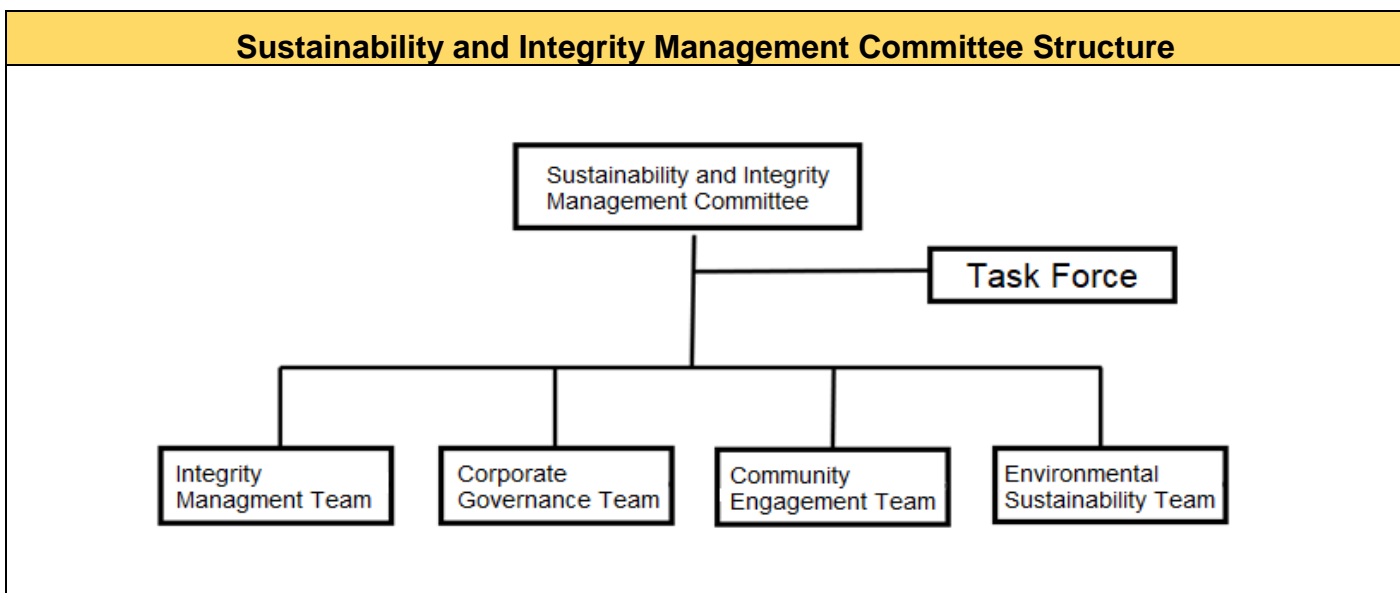 Sustainability and Integrity Management Committee Structure
Sustainability and Integrity
Management Committee
Task Force
Integrity
Managment Team
Corporate
Governance Team
Community
Engagement Team
Environmental
Sustainability Team